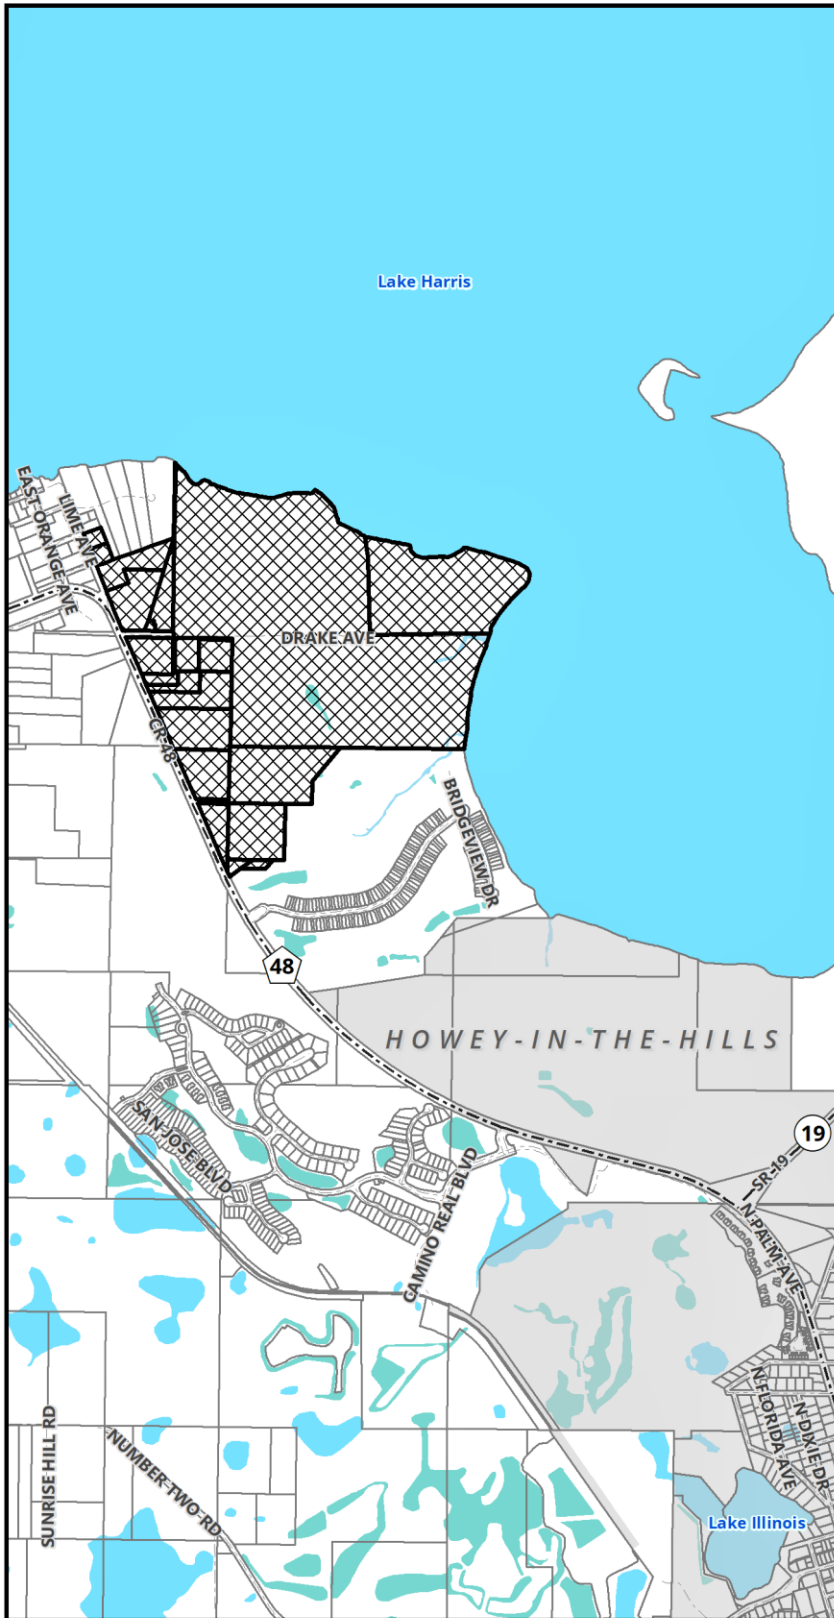 Lake Harris
EAST ORANGE AVE
LIME AVE
DRAKE AVE
CR-48
BRIDGEVIEW DR
48
HOWEY-IN-THE-HILLS
19
SR-19
SAN JOSE BLVD
CAMINO REAL BLVD
N PALM AVE
N FLORIDA AVE
N DIXIE DR
SUNRISE HILL RD
NUMBER TWO RD
Lake Illinois